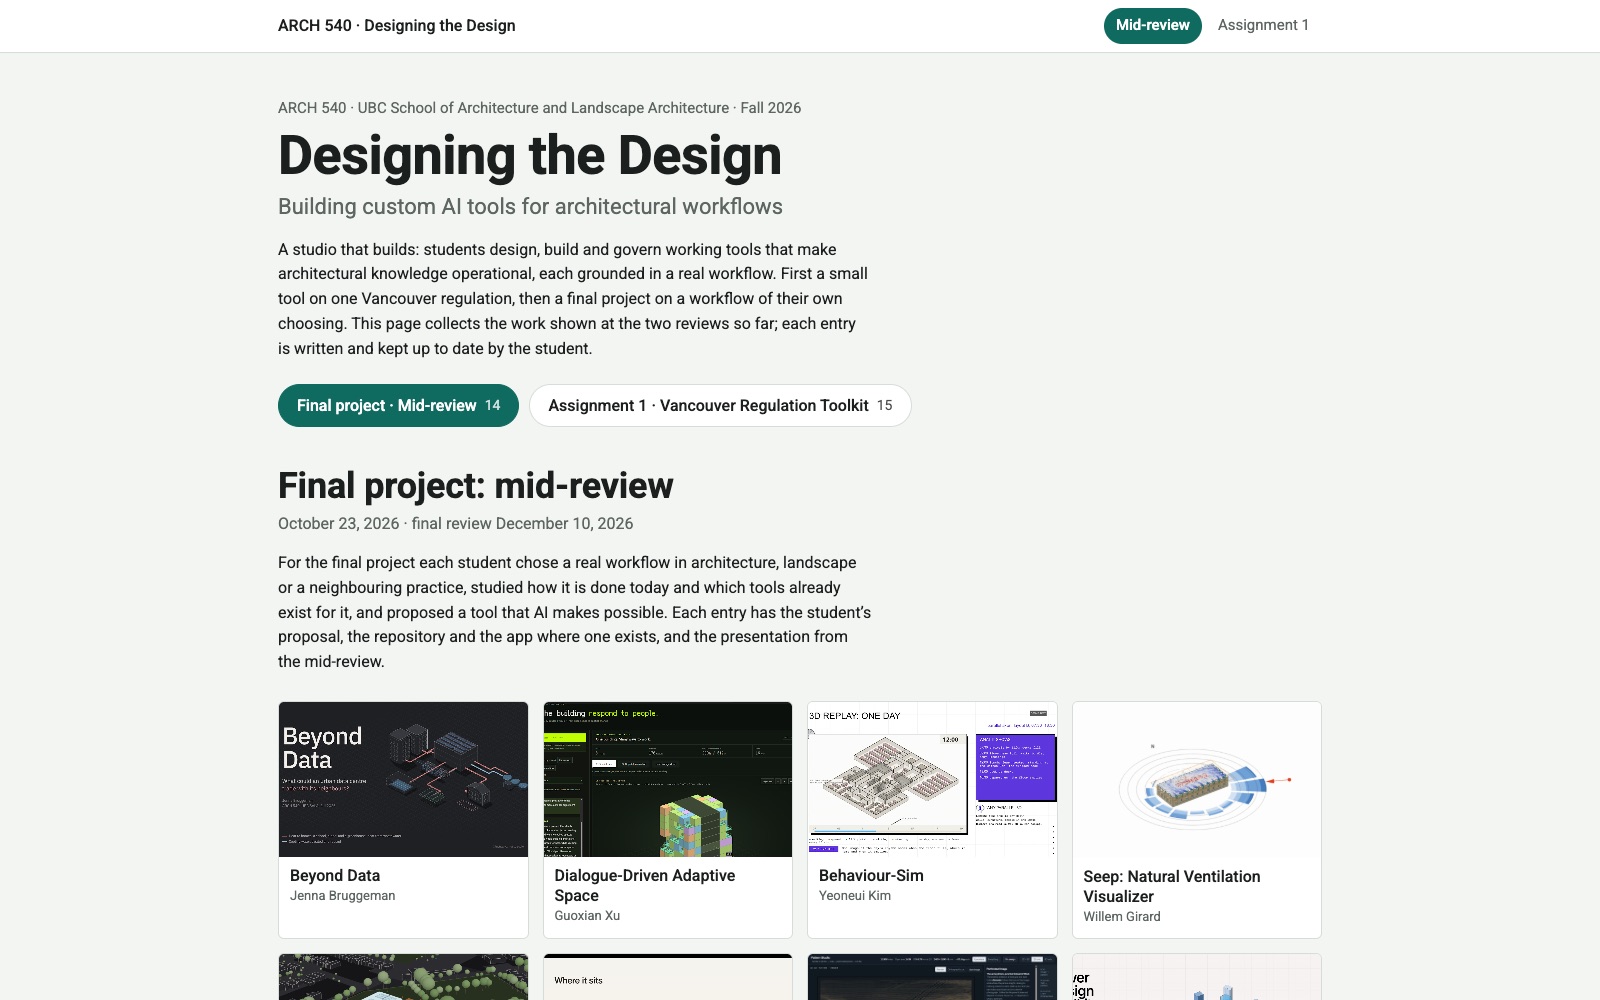 ARCH 540 · Designing the Design
Mid-review
Assignment 1
ARCH 540 · UBC School of Architecture and Landscape Architecture · Fall 2026
Designing the Design
Building custom AI tools for architectural workflows
A studio that builds: students design, build and govern working tools that make
architectural knowledge operational, each grounded in a real workflow. First a small
tool on one Vancouver regulation, then a final project on a workflow of their own
choosing. This page collects the work shown at the two reviews so far; each entry
is written and kept up to date by the student.
Final project · Mid-review 14
Assignment 1 · Vancouver Regulation Toolkit 15
Final project: mid-review
October 23, 2026 · final review December 10, 2026
For the final project each student chose a real workflow in architecture, landscape
or a neighbouring practice, studied how it is done today and which tools already
exist for it, and proposed a tool that AI makes possible. Each entry has the student’s
proposal, the repository and the app where one exists, and the presentation from
the mid-review.
Beyond
Data
he building respond to people.
3D REPLAY: ONE DAY
12:00
Beyond Data
Jenna Bruggeman
Dialogue-Driven Adaptive
Space
Guoxian Xu
Behaviour-Sim
Yeoneui Kim
Seep: Natural Ventilation
Visualizer
Willem Girard
Where it sits